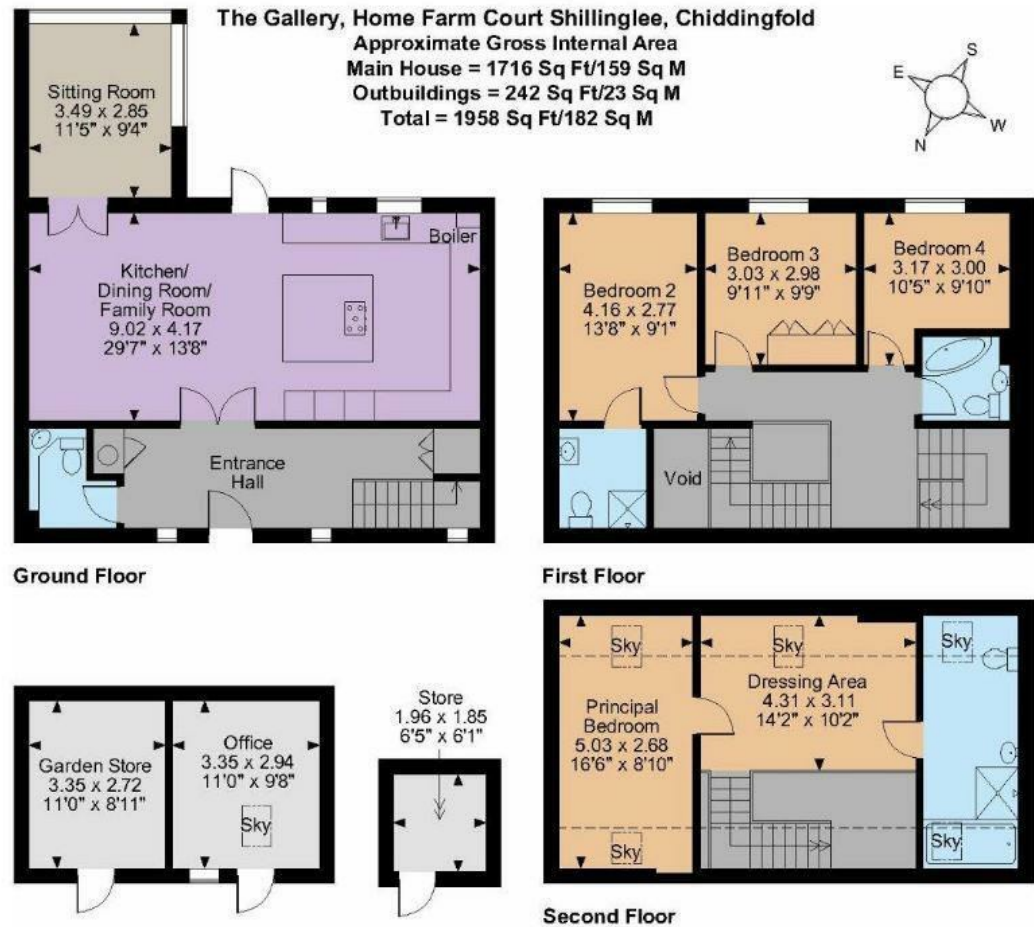 The Gallery, Home Farm Court Shillinglee, Chiddingfold
Approximate Gross Internal Area
Main House = 1716 Sq Ft/159 Sq M
Outbuildings = 242 Sq Ft/23 Sq M
Total = 1958 Sq Ft/182 Sq M
S
E
W
N
Sitting Room
3.49 x 2.85
11'5" x 9'4"
Boiler
Kitchen/
Dining Room/
Family Room
9.02 x 4.17
29'7" x 13'8"
Entrance
Hall
Ground Floor
Bedroom 2
4.16 x 2.77
13'8" x 9'1"
Bedroom 3
3.03 x 2.98
9'11" x 9'9"
Bedroom 4
3.17 x 3.00
10'5" x 9'10"
Void
First Floor
Garden Store
3.35 x 2.72
11'0" x 8'11"
Office
3.35 x 2.94
11'0" x 9'8"
Sky
Store
1.96 x 1.85
6'5" x 6'1"
Sky
Sky
Sky
Principal
Bedroom
5.03 x 2.68
16'6" x 8'10"
Dressing Area
4.31 x 3.11
14'2" x 10'2"
Sky
Sky
Second Floor